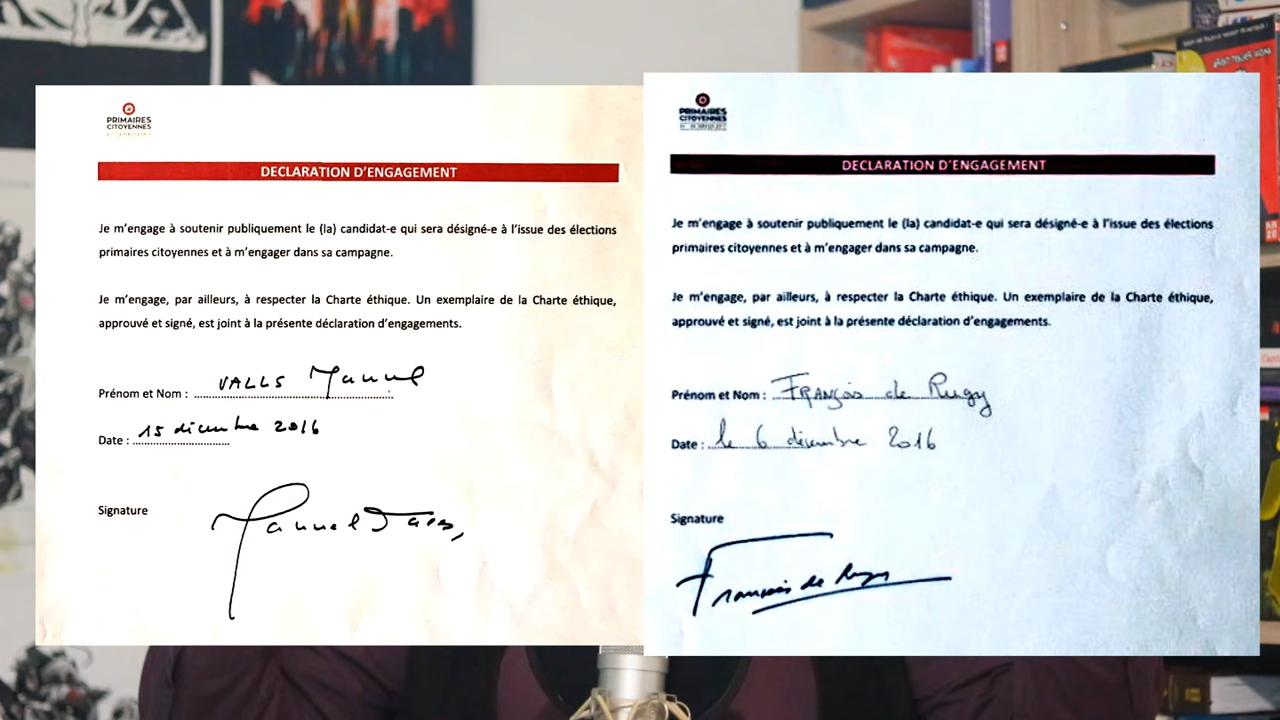 PRIMAIRES
CITOYENNES
DECLARATION D'ENGAGEMENT
Je m'engage à soutenir publiquement le (la) candidat-e qui sera désigné-e à l'issue des élections
primaires citoyennes et à m'engager dans sa campagne.
Je m'engage, par ailleurs, à respecter la Charte éthique. Un exemplaire de la Charte éthique,
approuvé et signé, est joint à la présente déclaration d'engagements.
Prénom et Nom : VALLS Manuel
Date : 15 décembre 2016
Signature
Manuel Valls
PRIMAIRES
CITOYENNES
DECLARATION D'ENGAGEMENT
Je m'engage à soutenir publiquement le (la) candidat-e qui sera désigné-e à l'issue des élections
primaires citoyennes et à m'engager dans sa campagne.
Je m'engage, par ailleurs, à respecter la Charte éthique. Un exemplaire de la Charte éthique,
approuvé et signé, est joint à la présente déclaration d'engagements.
Prénom et Nom : François de Rugy
Date : le 6 décembre 2016
Signature
François de Rugy